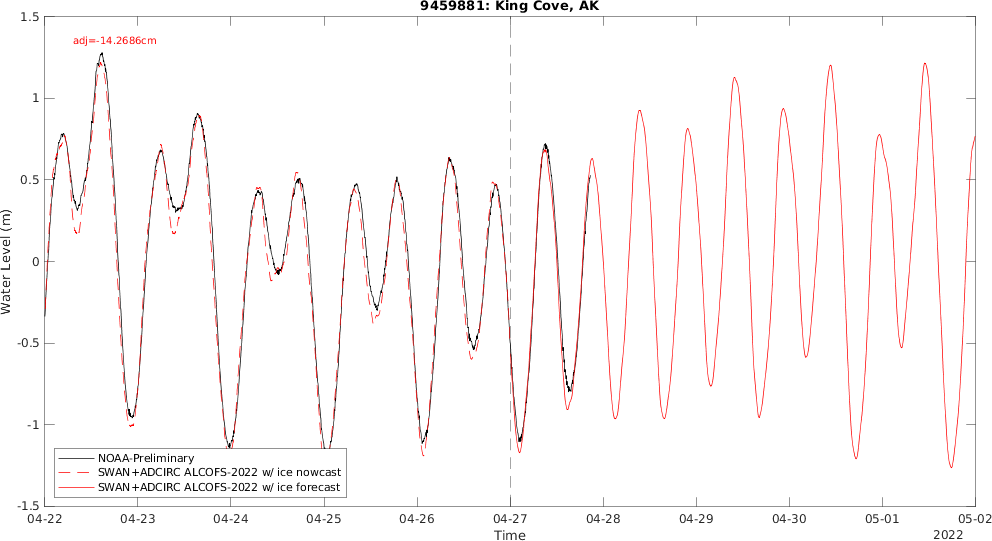 9459881: King Cove, AK
adj=-14.2686cm
Water Level (m)
1.5
1
0.5
0
-0.5
-1
-1.5
NOAA-Preliminary
SWAN+ADCIRC ALCOFS-2022 w/ ice nowcast
SWAN+ADCIRC ALCOFS-2022 w/ ice forecast
04-22 04-23 04-24 04-25 04-26 04-27 04-28 04-29 04-30 05-01 05-02
Time
2022